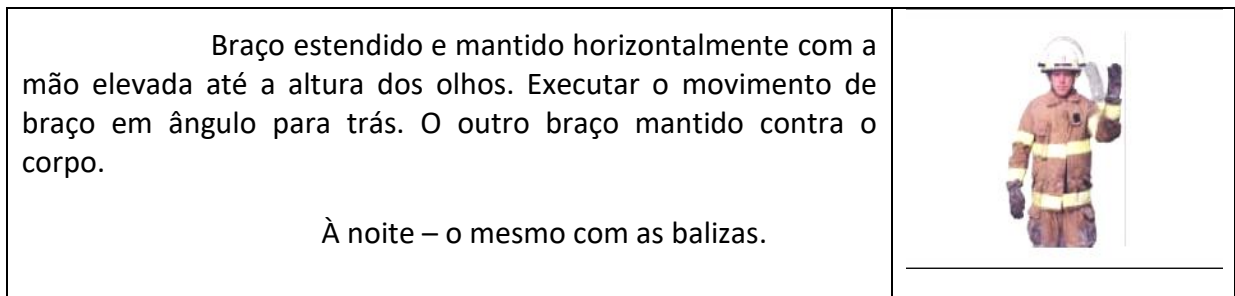 Braço estendido e mantido horizontalmente com a
mão elevada até a altura dos olhos. Executar o movimento de
braço em ângulo para trás. O outro braço mantido contra o
corpo.
À noite – o mesmo com as balizas.